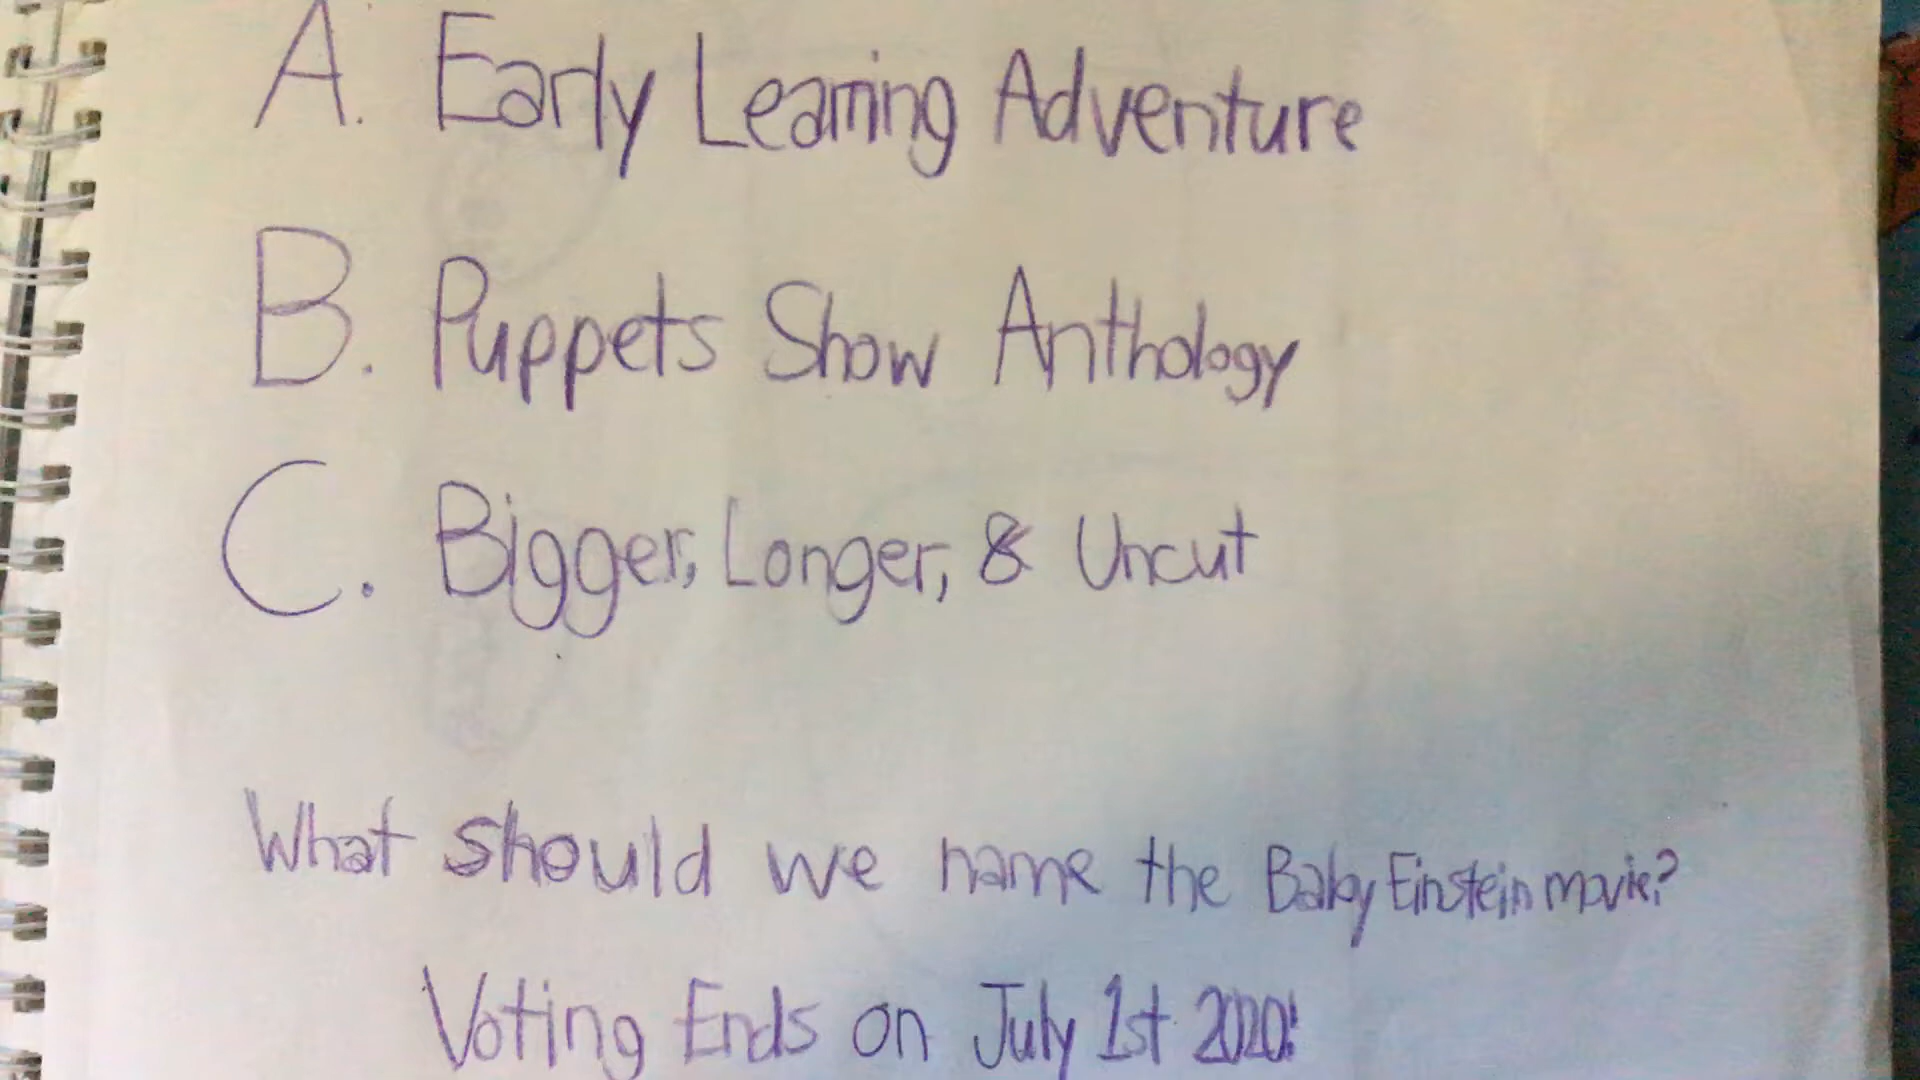 A. Early Learning Adventure
B. Puppets Show Anthology
C. Bigger, Longer, & Uncut
What should we name the Baby Einstein movie?
Voting Ends on July 1st 2020!